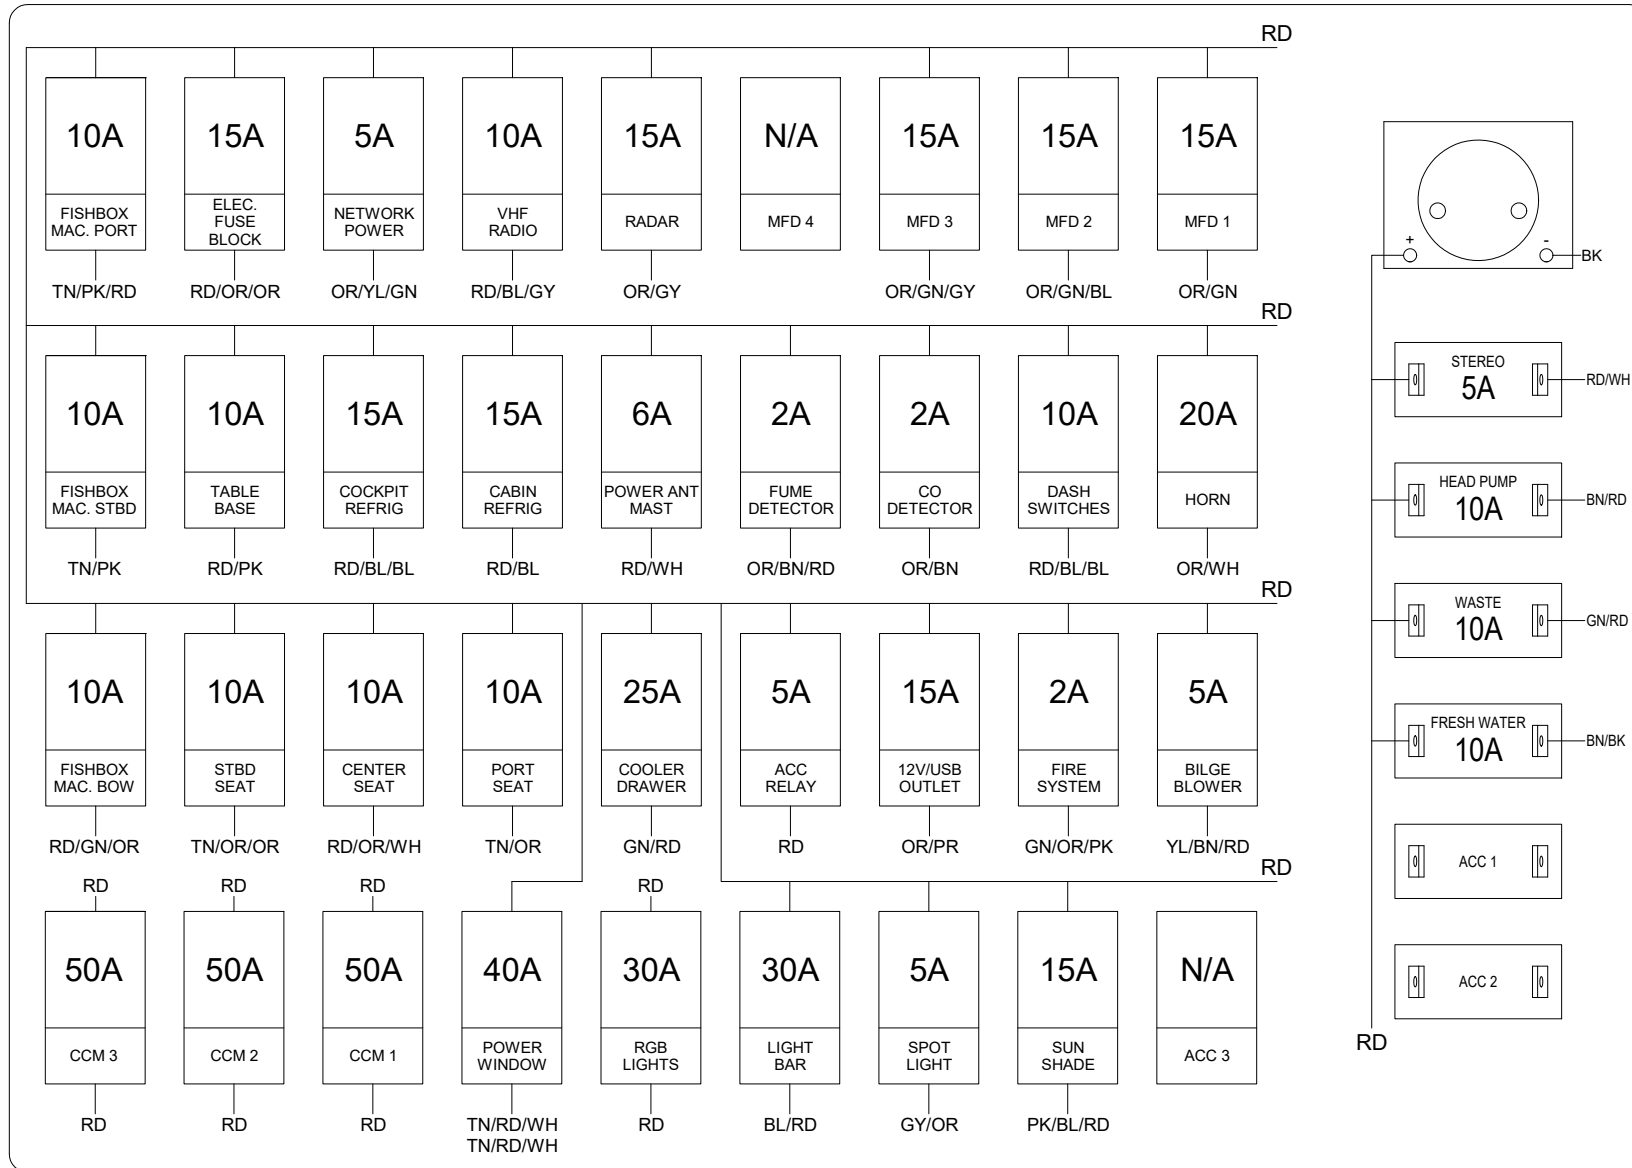 RD
10A
15A
5A
10A
15A
N/A
15A
15A
15A
FISHBOX
MAC. PORT
ELEC.
FUSE
BLOCK
NETWORK
POWER
VHF
RADIO
RADAR
MFD 4
MFD 3
MFD 2
MFD 1
TN/PK/RD
RD/OR/OR
OR/YL/GN
RD/BL/GY
OR/GY
OR/GN/GY
OR/GN/BL
OR/GN
RD
10A
10A
15A
15A
6A
2A
2A
10A
20A
FISHBOX
MAC. STBD
TABLE
BASE
COCKPIT
REFRIG
CABIN
REFRIG
POWER ANT
MAST
FUME
DETECTOR
CO
DETECTOR
DASH
SWITCHES
HORN
TN/PK
RD/PK
RD/BL/BL
RD/BL
RD/WH
OR/BN/RD
OR/BN
RD/BL/BL
OR/WH
RD
10A
10A
10A
10A
25A
5A
15A
2A
5A
FISHBOX
MAC. BOW
STBD
SEAT
CENTER
SEAT
PORT
SEAT
COOLER
DRAWER
ACC
RELAY
12V/USB
OUTLET
FIRE
SYSTEM
BILGE
BLOWER
RD/GN/OR
TN/OR/OR
RD/OR/WH
TN/OR
GN/RD
RD
OR/PR
GN/OR/PK
YL/BN/RD
RD
RD
RD
RD
RD
50A
50A
50A
40A
30A
30A
5A
15A
N/A
CCM 3
CCM 2
CCM 1
POWER
WINDOW
RGB
LIGHTS
LIGHT
BAR
SPOT
LIGHT
SUN
SHADE
ACC 3
RD
RD
RD
TN/RD/WH
TN/RD/WH
RD
BL/RD
GY/OR
PK/BL/RD
+
-
BK
STEREO
5A
RD/WH
HEAD PUMP
10A
BN/RD
WASTE
10A
GN/RD
FRESH WATER
10A
BN/BK
ACC 1
ACC 2
RD